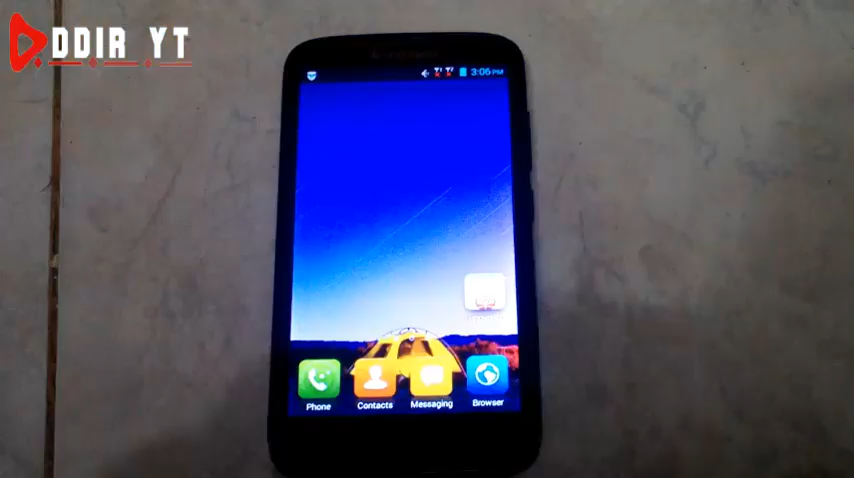 DDIR YT
3:06 PM
Phone
Contacts
Messaging
Browser